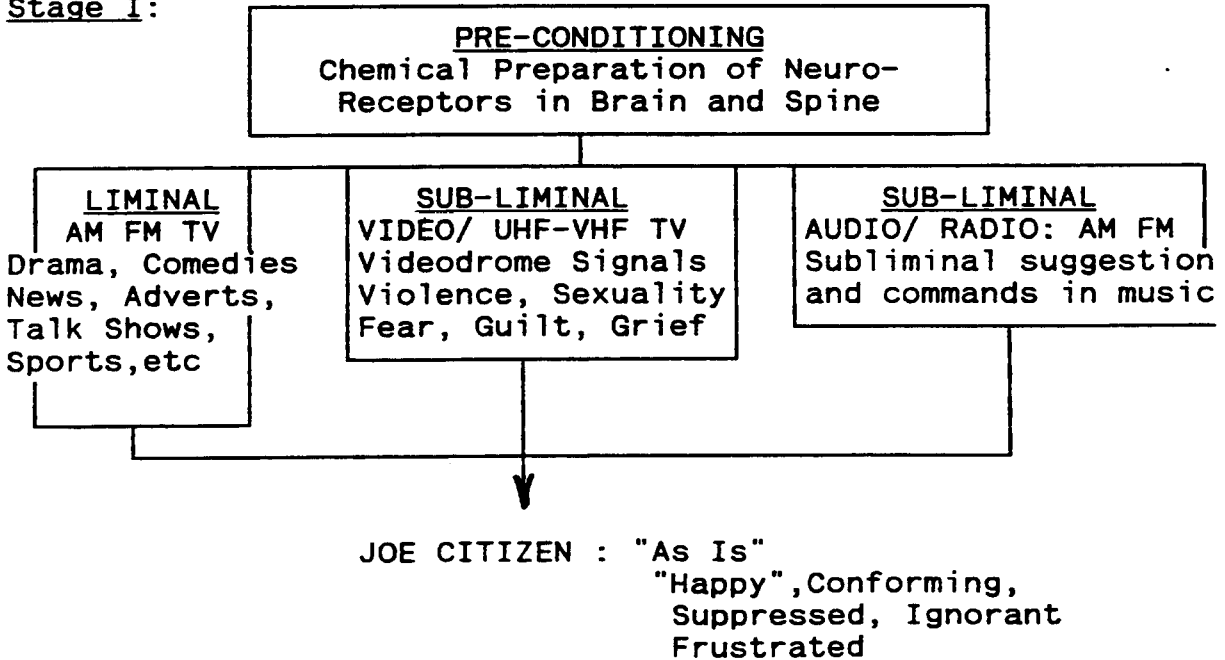 Stage I:
PRE-CONDITIONING
Chemical Preparation of Neuro-
Receptors in Brain and Spine
LIMINAL
AM FM TV
Drama, Comedies
News, Adverts,
Talk Shows,
Sports,etc
SUB-LIMINAL
VIDEO/ UHF-VHF TV
Videodrome Signals
Violence, Sexuality
Fear, Guilt, Grief
SUB-LIMINAL
AUDIO/ RADIO: AM FM
Subliminal suggestion
and commands in music
JOE CITIZEN : "As Is"
"Happy",Conforming,
Suppressed, Ignorant
Frustrated